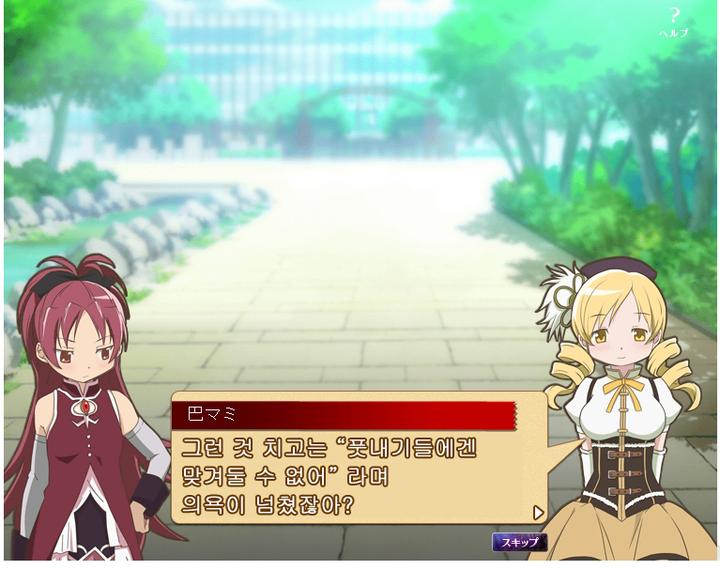 ?
ヘルプ
巴マミ
그런 것 치고는 “풋내기들에겐
맞겨둘 수 없어” 라며
의욕이 넘쳤잖아?
スキップ